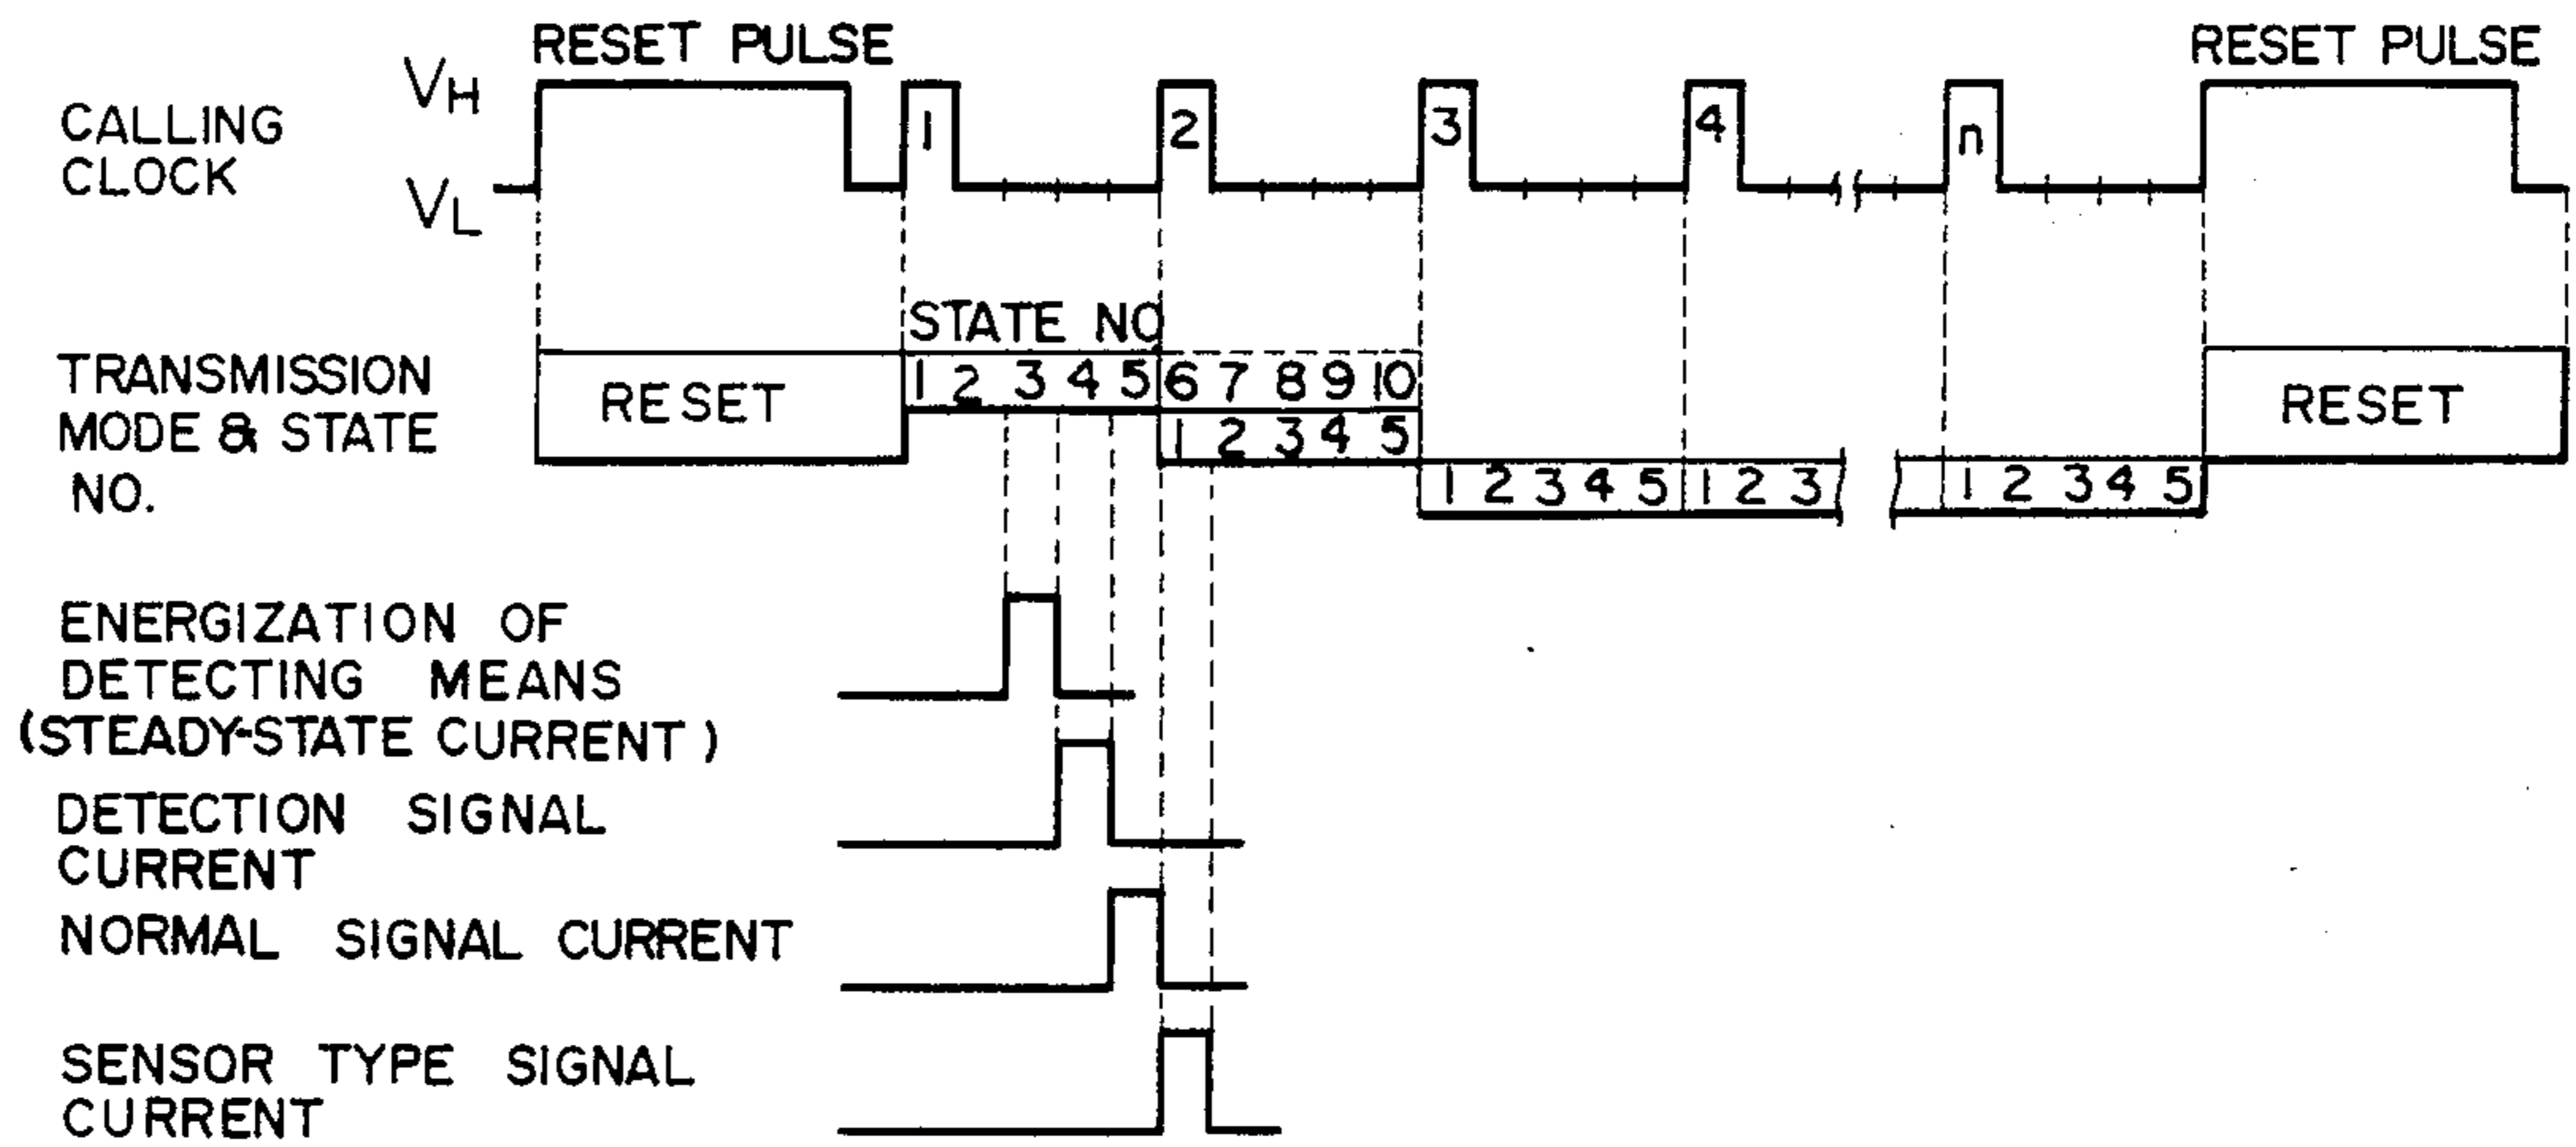 RESET PULSE
RESET PULSE
VH
CALLING
CLOCK
VL
1
2
3
4
n
STATE NO
TRANSMISSION
MODE & STATE
NO.
RESET
1 2 3 4 5 6 7 8 9 10
1 2 3 4 5
1 2 3 4 5 1 2 3
1 2 3 4 5
RESET
ENERGIZATION OF
DETECTING MEANS
(STEADY-STATE CURRENT)
DETECTION SIGNAL
CURRENT
NORMAL SIGNAL CURRENT
SENSOR TYPE SIGNAL
CURRENT